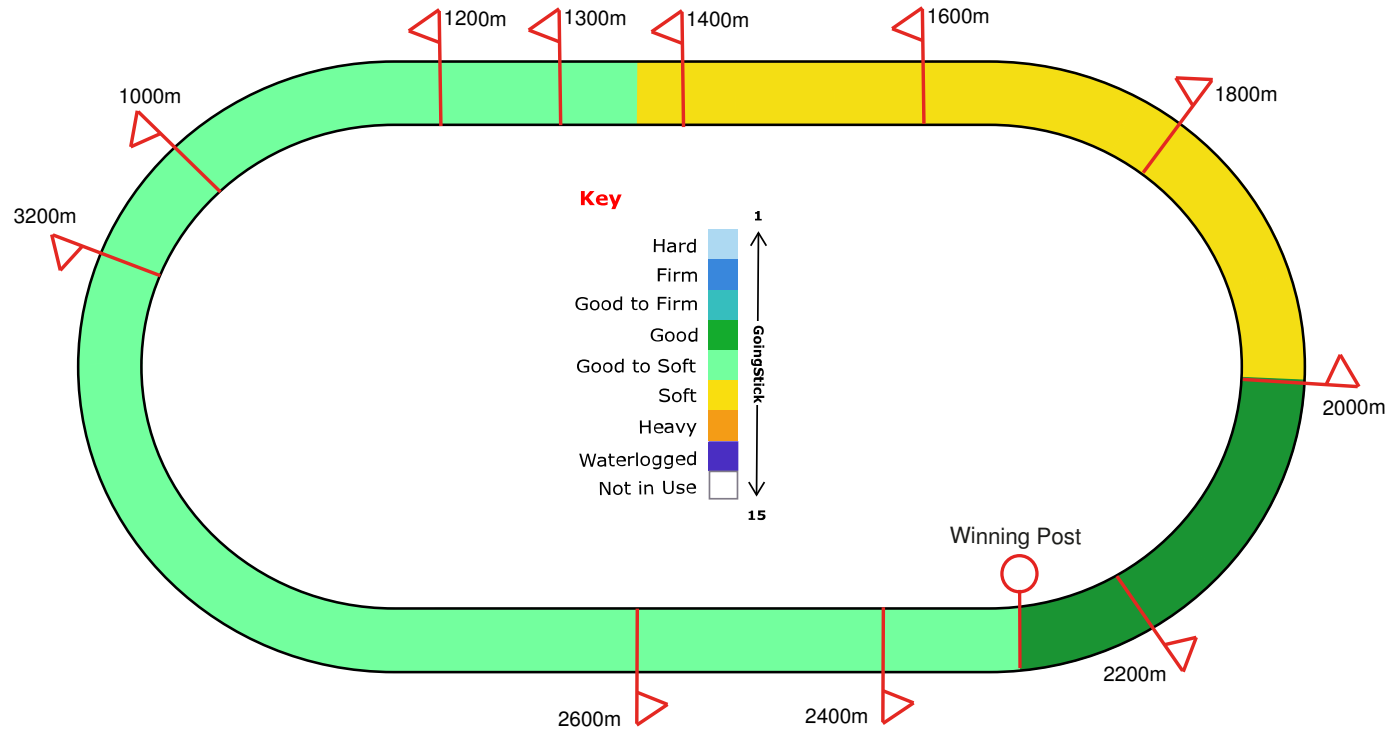 1200m
1300m
1400m
1600m
1000m
1800m
3200m
Key
1
Hard
Firm
Good to Firm
Good
Good to Soft
Soft
Heavy
Waterlogged
Not in Use
GoingStick
15
2000m
Winning Post
2200m
2600m
2400m